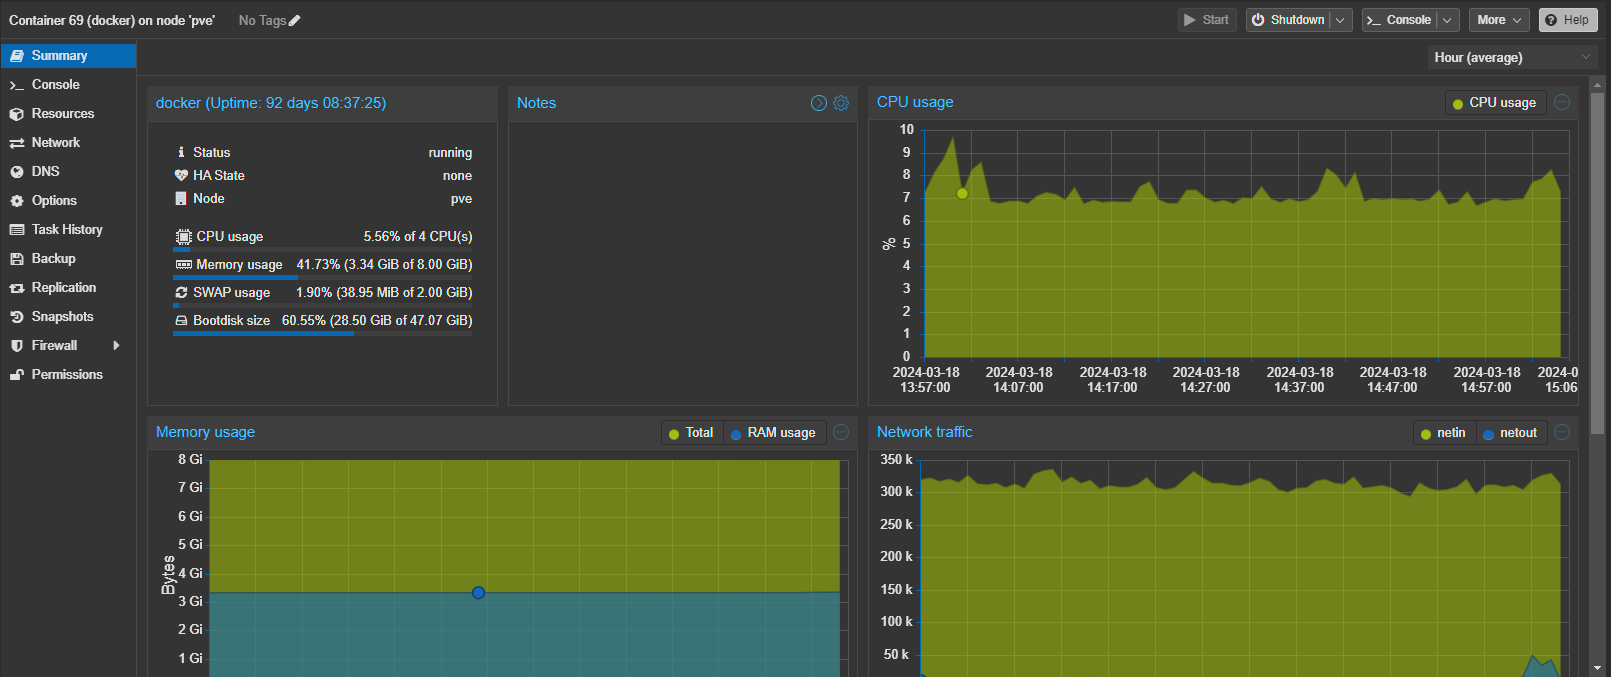 Container 69 (docker) on node 'pve' No Tags Start Shutdown Console More Help
Summary
Console
Resources
Network
DNS
Options
Task History
Backup
Replication
Snapshots
Firewall
Permissions
Hour (average)
docker (Uptime: 92 days 08:37:25)
Status running
HA State none
Node pve
CPU usage 5.56% of 4 CPU(s)
Memory usage 41.73% (3.34 GiB of 8.00 GiB)
SWAP usage 1.90% (38.95 MiB of 2.00 GiB)
Bootdisk size 60.55% (28.50 GiB of 47.07 GiB)
Notes
CPU usage CPU usage
10
9
8
7
6
5
4
3
2
1
0
%
2024-03-18 2024-03-18 2024-03-18 2024-03-18 2024-03-18 2024-03-18 2024-03-18 2024-0
13:57:00 14:07:00 14:17:00 14:27:00 14:37:00 14:47:00 14:57:00 15:06
Memory usage Total RAM usage
8 Gi
7 Gi
6 Gi
5 Gi
4 Gi
3 Gi
2 Gi
1 Gi
Bytes
Network traffic netin netout
350 k
300 k
250 k
200 k
150 k
100 k
50 k